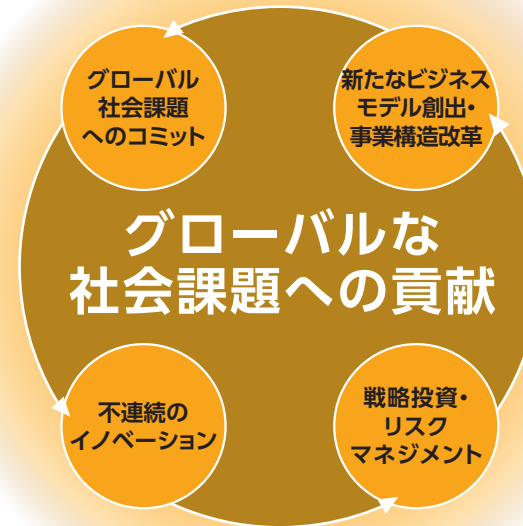 グローバル
社会課題
へのコミット
新たなビジネス
モデル創出・
事業構造改革
グローバルな
社会課題への貢献
不連続の
イノベーション
戦略投資・
リスク
マネジメント